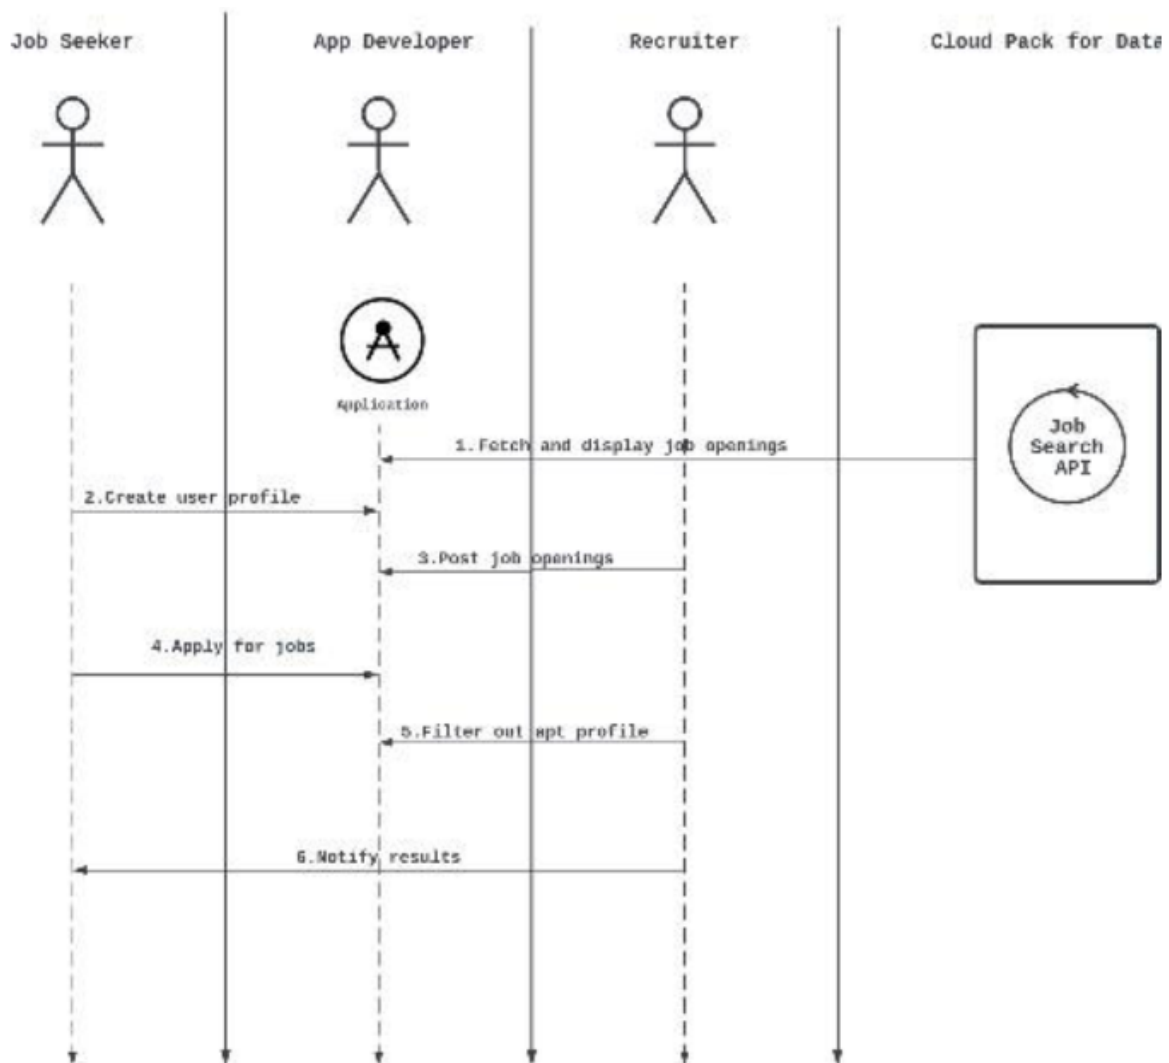 Job Seeker
App Developer
Recruiter
Cloud Pack for Data
Application
1.Fetch and display job openings
Job
Search
API
2.Create user profile
3.Post job openings
4.Apply for jobs
5.Filter out apt profile
6.Notify results